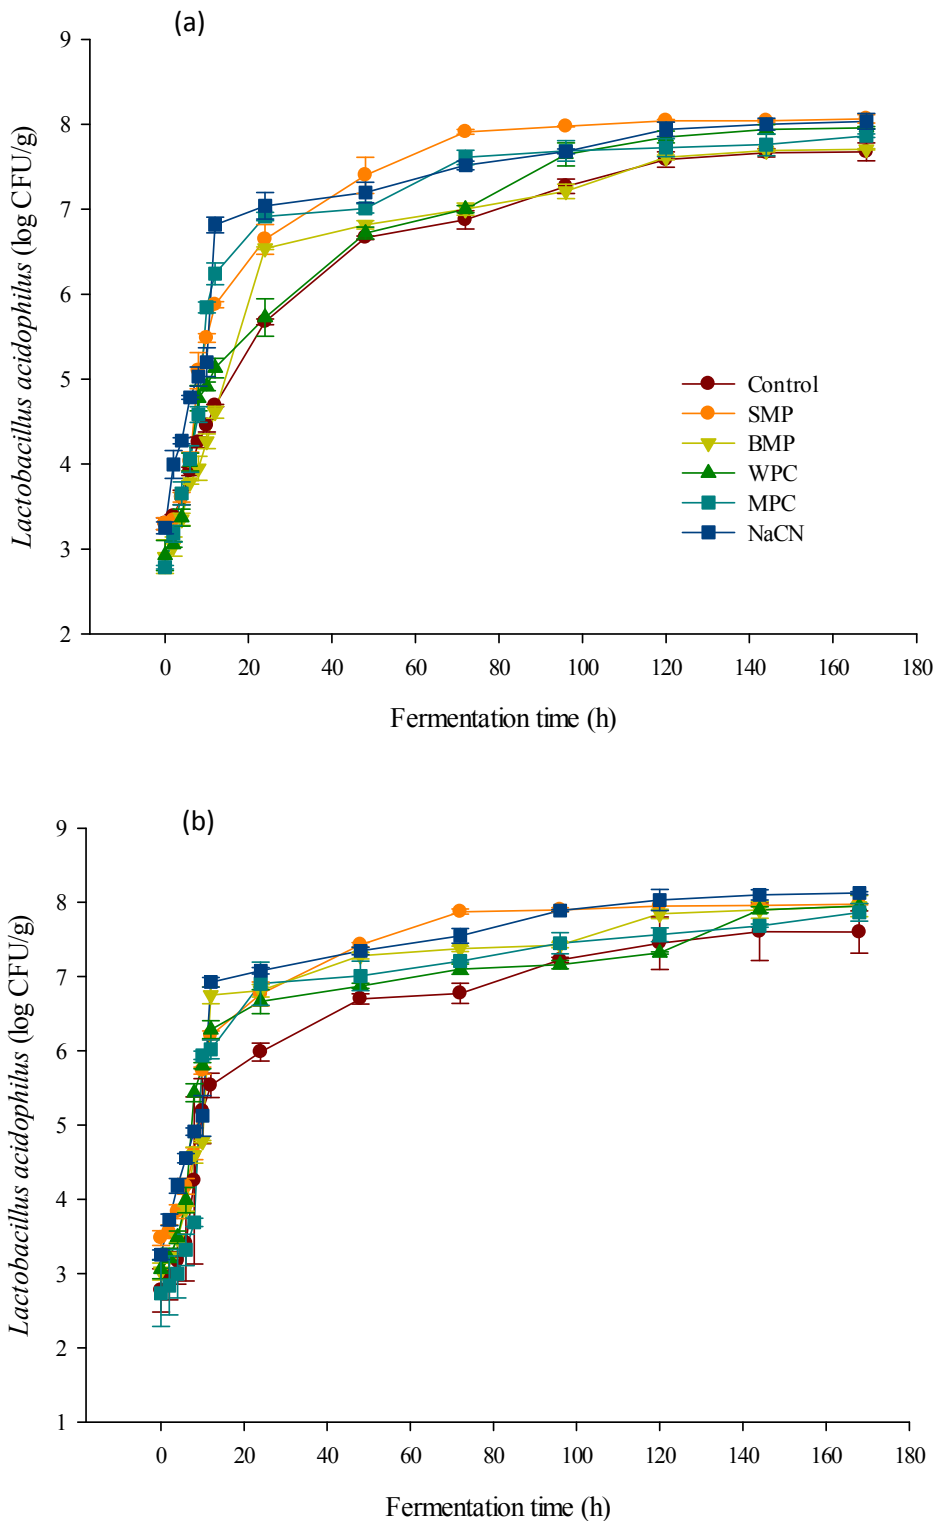 (a)
9
8
7
6
5
4
3
2
Lactobacillus acidophilus (log CFU/g)
Control
SMP
BMP
WPC
MPC
NaCN
0 20 40 60 80 100 120 140 160 180
Fermentation time (h)
(b)
9
8
7
6
5
4
3
2
1
Lactobacillus acidophilus (log CFU/g)
0 20 40 60 80 100 120 140 160 180
Fermentation time (h)